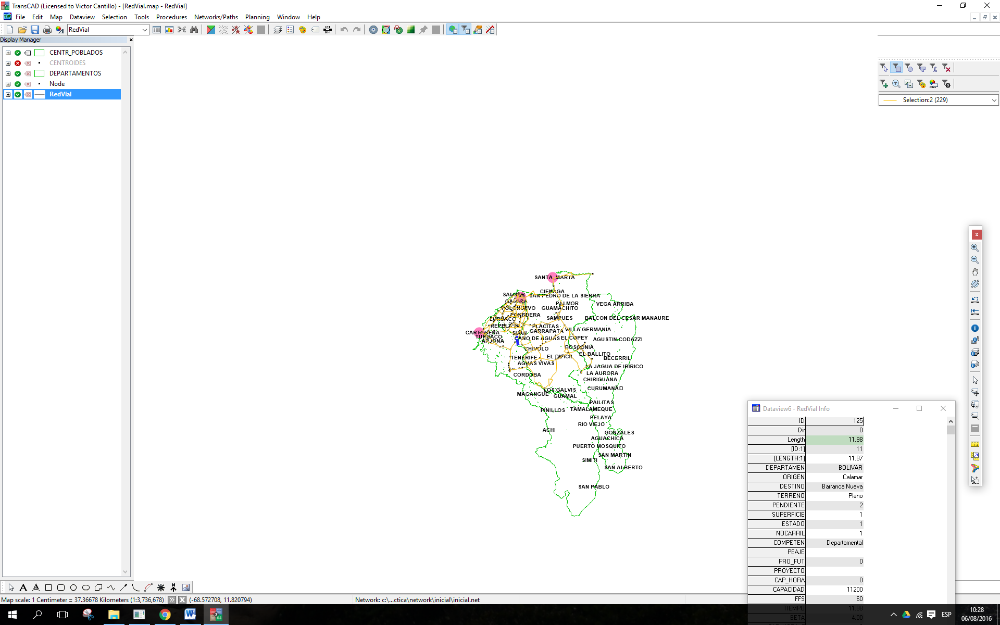 TransCAD (Licensed to Victor Cantillo) - [RedVial.map - RedVial]
File Edit Map Dataview Selection Tools Procedures Networks/Paths Planning Window Help
RedVial
Display Manager
CENTR_POBLADOS
CENTROIDES
DEPARTAMENTOS
Node
RedVial
Selection:2 (229)
SANTA_MARTA
CIENAGA
SALGAR
SAN PEDRO DE LA SIERRA
PALMOR
VEGA ARRIBA
GUAMACHITO
PONEDERA
SAMPUES
BALCON DEL CESAR MANAURE
LURUACO
PLACITAS
CARTAGENA
SUAN
GARRAPATA
VILLA GERMANIA
TURBACO
ARJONA
CANO DE AGUAS
EL COPEY
AGUSTIN CODAZZI
CHIVOLO
BOSCONIA
EL BALLITO
TENERIFE
EL DIFICIL
BECERRIL
AGUAS VIVAS
LA JAGUA DE IBIRICO
CORDOBA
LA AURORA
CHIRIGUANA
LOS GALVIS
CURUMANA
MAGANGUE
GUAMAL
PAILITAS
PINILLOS
TAMALAMEQUE
PELAYA
RIO VIEJO
ACHI
GONZALES
AGUACHICA
PUERTO MOSQUITO
SAN MARTIN
SIMITI
SAN ALBERTO
SAN PABLO
Dataview6 - RedVial Info
ID 125
Dir 0
Length 11.98
[ID:1] 11
[LENGTH:1] 11.97
DEPARTAMEN BOLIVAR
ORIGEN Calamar
DESTINO Barranca Nueva
TERRENO Plano
PENDIENTE 2
SUPERFICIE 1
ESTADO 1
NOCARRIL 1
COMPETEN Departamental
PEAJE
PRO_FUT 0
PROYECTO
CAP_HORA 0
CAPACIDAD 11200
FFS 60
TIEMPO 11.98
BETA 4.00
Map scale: 1 Centimeter = 37.36678 Kilometers (1:3,736,678) (-68.572708, 11.820794) Network: c:\...ctica\network\inicial\inicial.net
ESP
10:28
06/08/2016